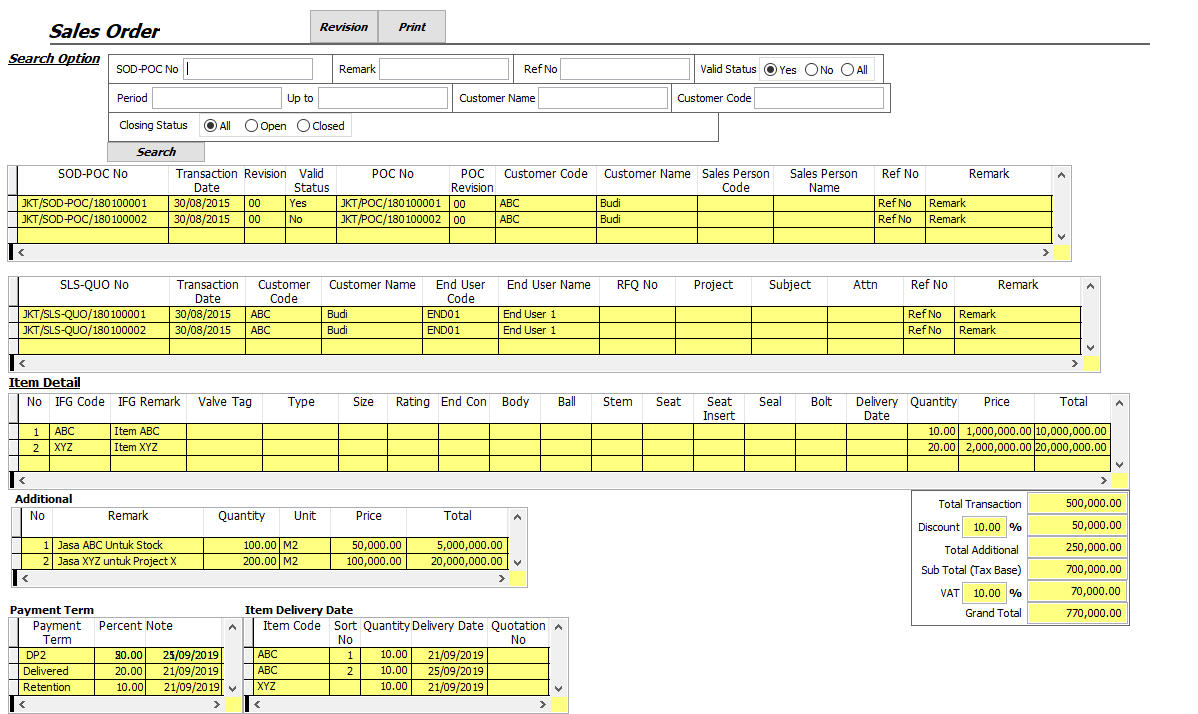 Sales Order
Revision Print
Search Option
SOD-POC No Remark Ref No Valid Status Yes No All
Period Up to Customer Name Customer Code
Closing Status All Open Closed
Search
SOD-POC No Transaction Date Revision Valid Status POC No POC Revision Customer Code Customer Name Sales Person Code Sales Person Name Ref No Remark
JKT/SOD-POC/180100001 30/08/2015 00 Yes JKT/POC/180100001 00 ABC Budi Ref No Remark
JKT/SOD-POC/180100002 30/08/2015 00 No JKT/POC/180100002 00 ABC Budi Ref No Remark
SLS-QUO No Transaction Date Customer Code Customer Name End User Code End User Name RFQ No Project Subject Attn Ref No Remark
JKT/SLS-QUO/180100001 30/08/2015 ABC Budi END01 End User 1 Ref No Remark
JKT/SLS-QUO/180100002 30/08/2015 ABC Budi END01 End User 1 Ref No Remark
Item Detail
No IFG Code IFG Remark Valve Tag Type Size Rating End Con Body Ball Stem Seat Seat Insert Seal Bolt Delivery Date Quantity Price Total
1 ABC Item ABC 10.00 1,000,000.00 10,000,000.00
2 XYZ Item XYZ 20.00 2,000,000.00 20,000,000.00
Additional
No Remark Quantity Unit Price Total
1 Jasa ABC Untuk Stock 100.00 M2 50,000.00 5,000,000.00
2 Jasa XYZ untuk Project X 200.00 M2 100,000.00 20,000,000.00
Total Transaction 500,000.00
Discount 10.00 % 50,000.00
Total Additional 250,000.00
Sub Total (Tax Base) 700,000.00
VAT 10.00 % 70,000.00
Grand Total 770,000.00
Payment Term
Payment Term Percent Note
DP2
Delivered 20.00 21/09/2019
Retention 10.00 21/09/2019
Item Delivery Date
Item Code Sort No Quantity Delivery Date Quotation No
ABC 1 10.00 21/09/2019
ABC 2 10.00 25/09/2019
XYZ 10.00 21/09/2019